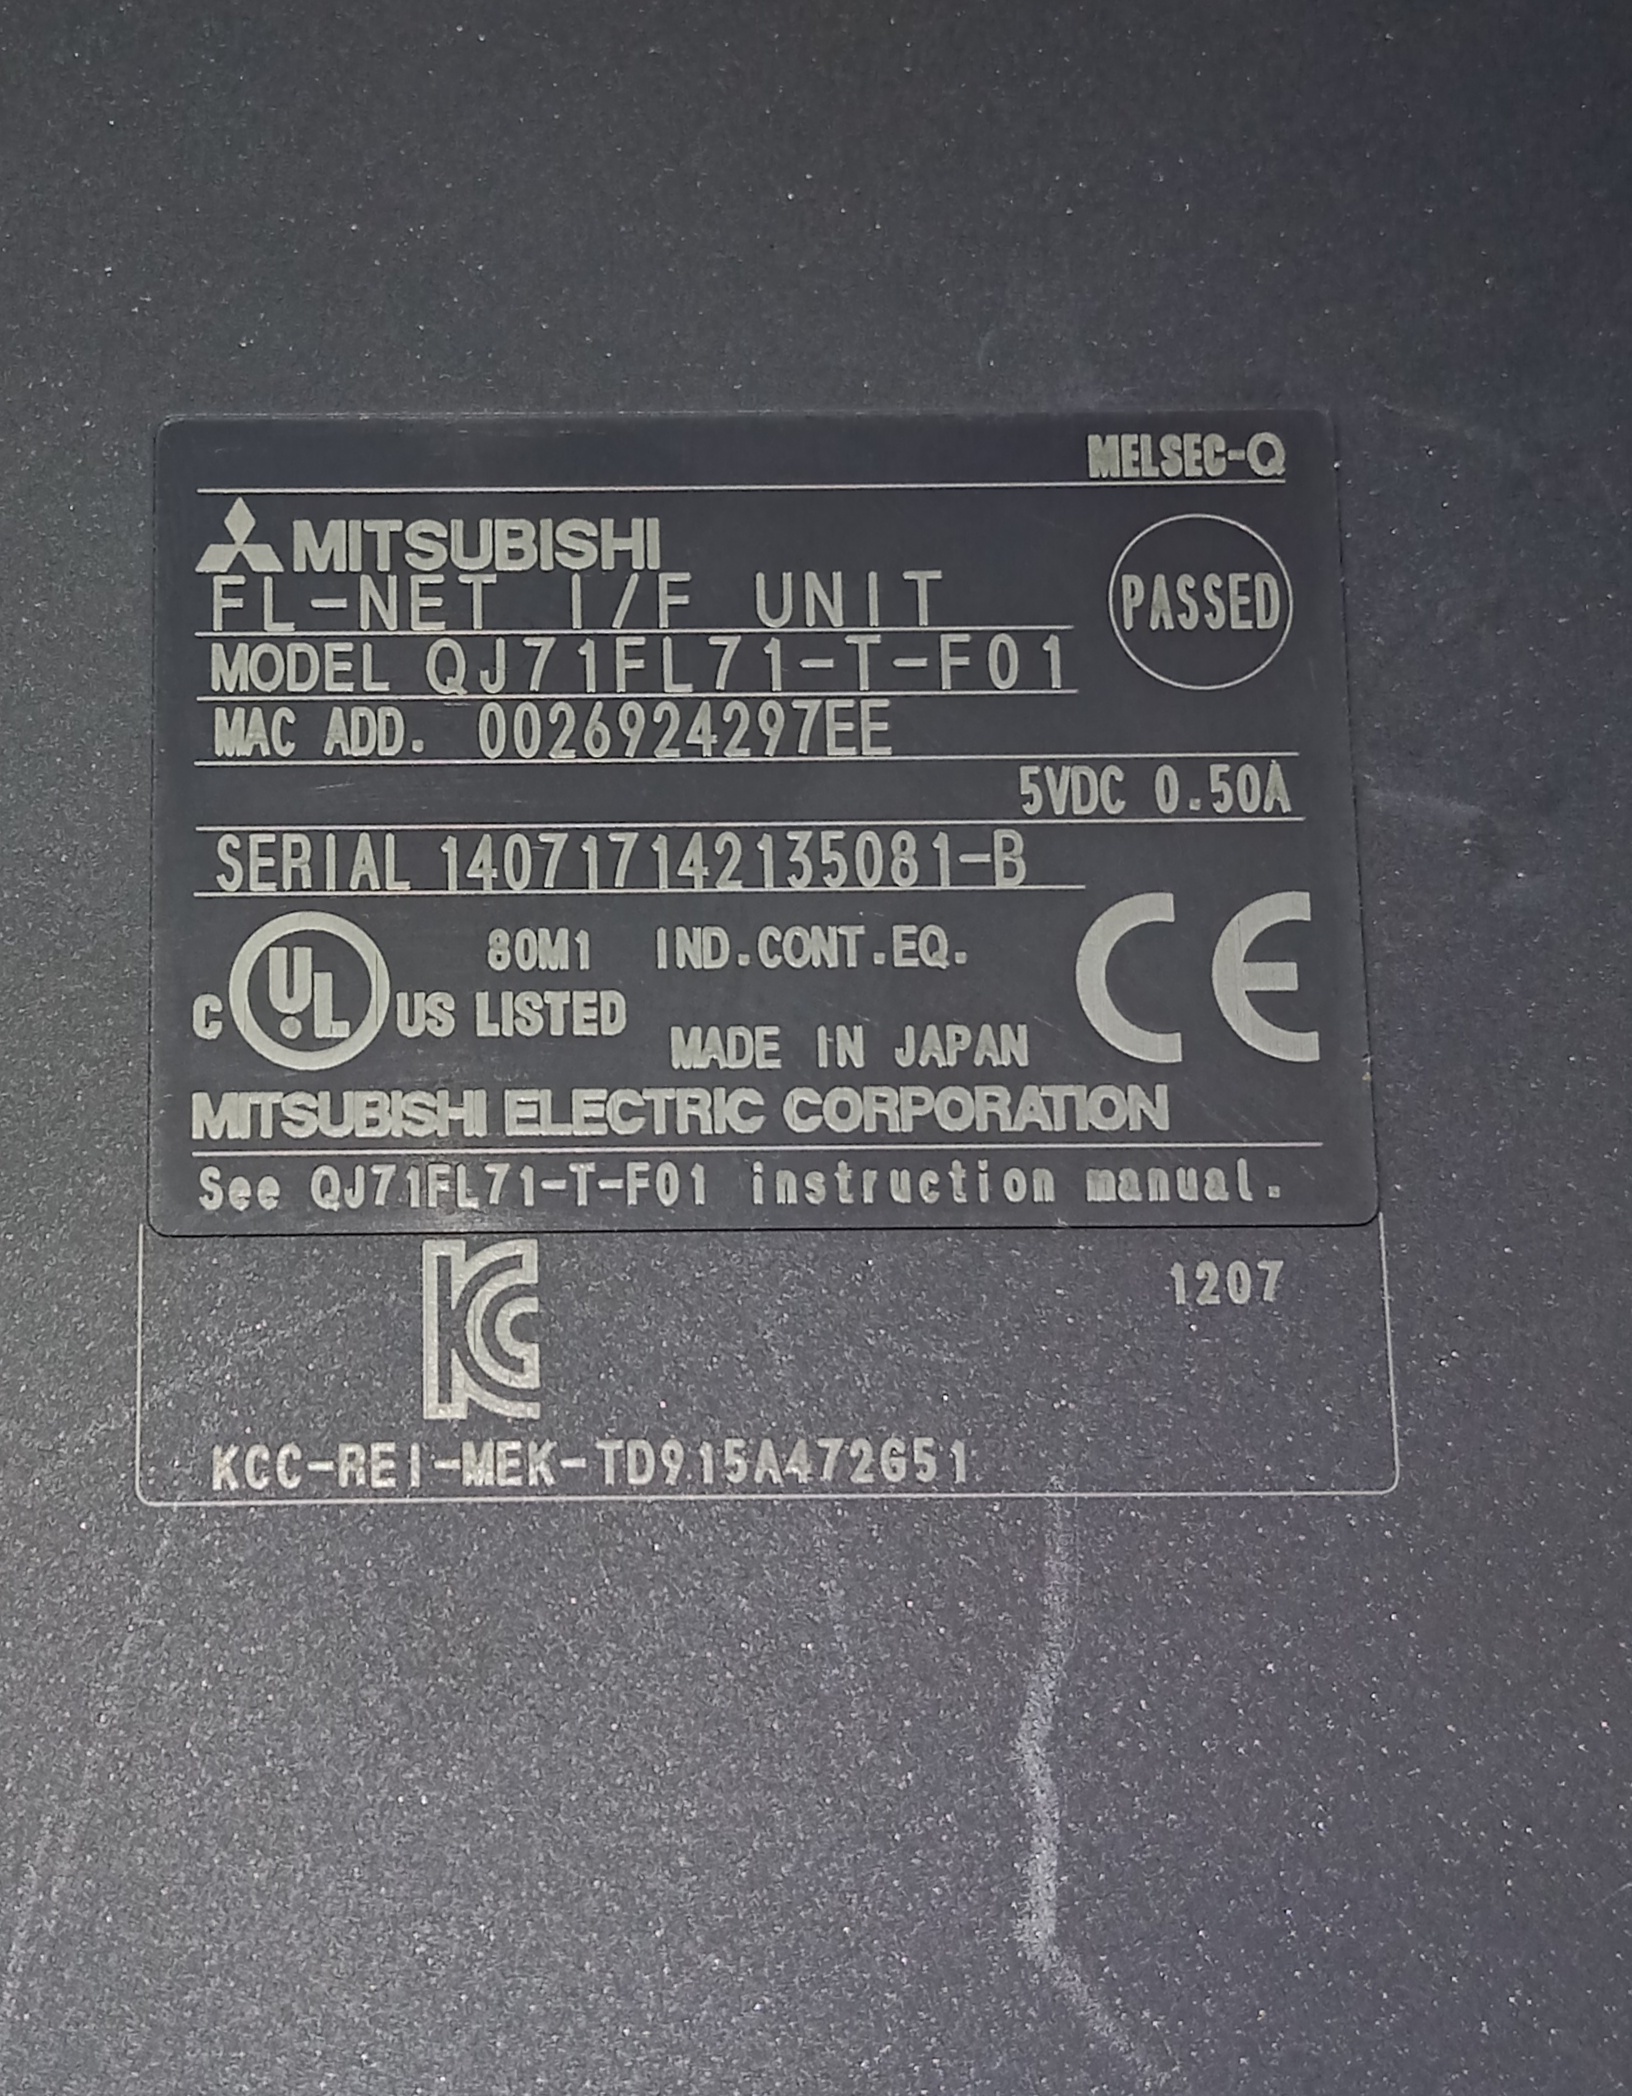 MELSEC-Q
MITSUBISHI
FL-NET I/F UNIT
PASSED
MODEL QJ71FL71-T-F01
MAC ADD. 0026924297EE
5VDC 0.50A
SERIAL 140717142135081-B
C UL US LISTED
80M1 IND.CONT.EQ.
MADE IN JAPAN
CE
MITSUBISHI ELECTRIC CORPORATION
See QJ71FL71-T-F01 instruction manual.
KC
1207
KCC-REI-MEK-TD915A472G51